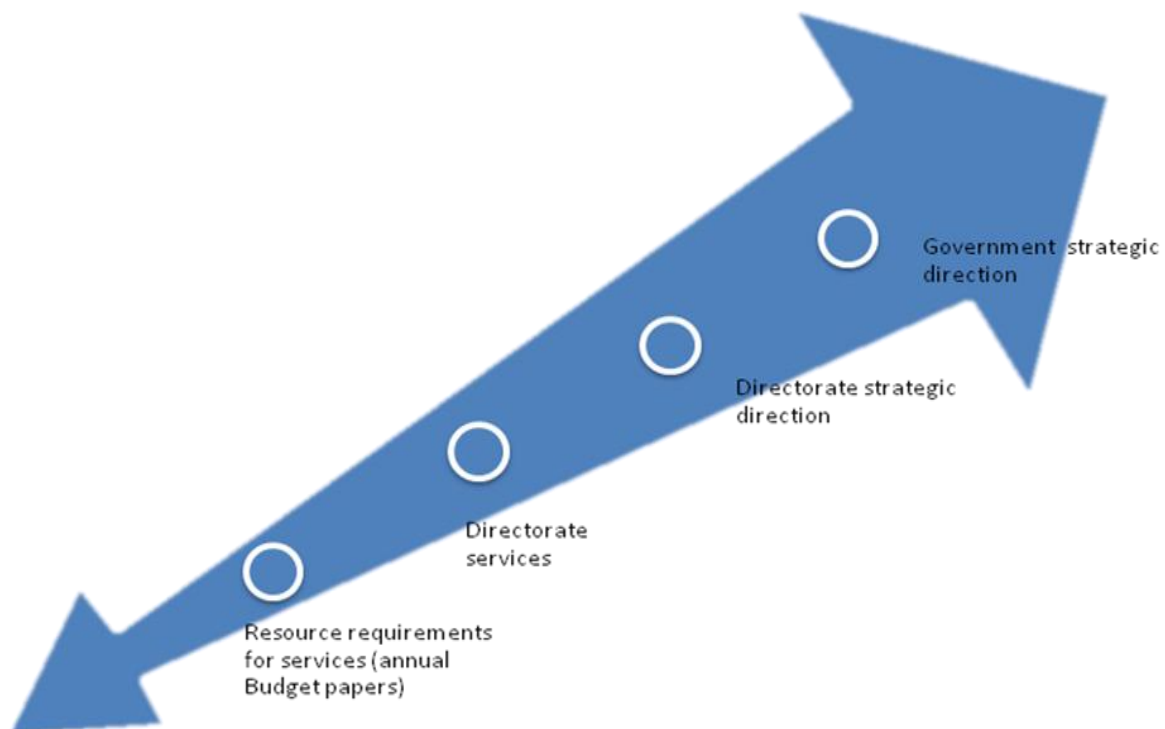 Government strategic
direction
Directorate strategic
direction
Directorate
services
Resource requirements
for services (annual
Budget papers)